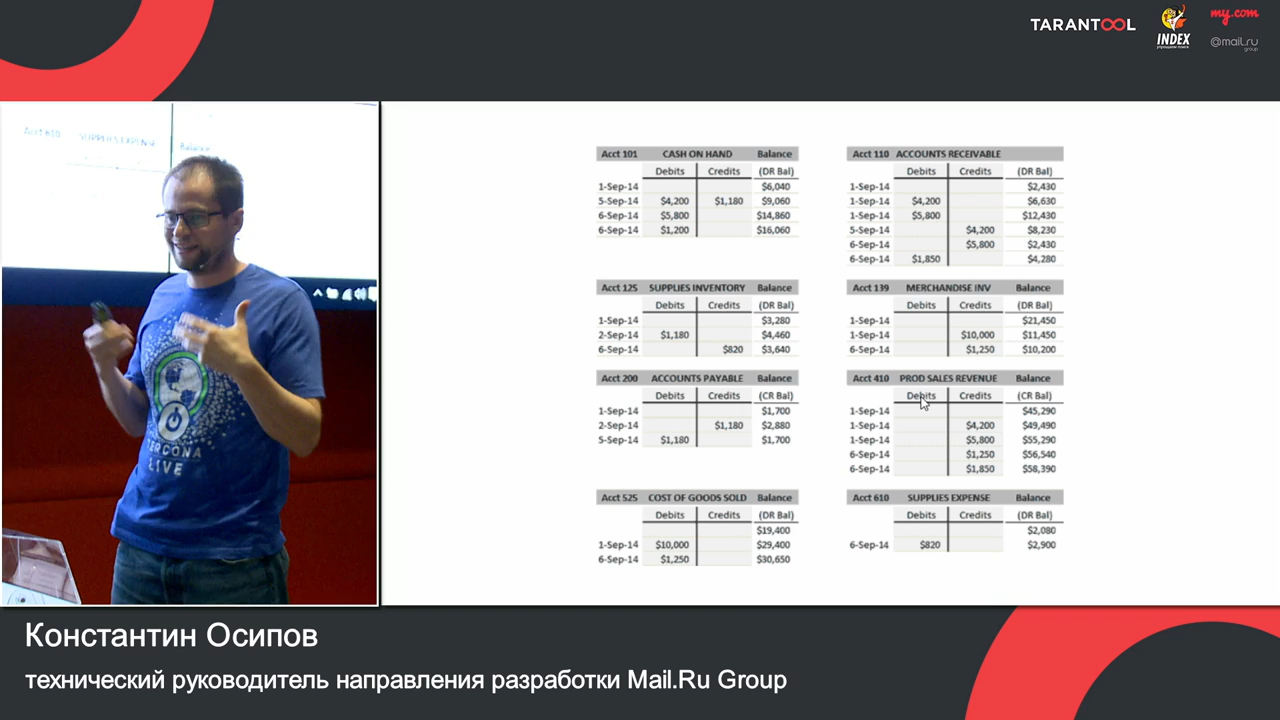 TARANTOOL
INDEX
упрощаем поиск
my.com
@mail.ru
group
Acct 610 SUPPLIES EXPENSE Balance
ERCONA
LIVE
Acct 101 CASH ON HAND Balance
Debits Credits (DR Bal)
1-Sep-14 $6,040
5-Sep-14 $4,200 $1,180 $9,060
6-Sep-14 $5,800 $14,860
6-Sep-14 $1,200 $16,060
Acct 110 ACCOUNTS RECEIVABLE
Debits Credits (DR Bal)
1-Sep-14 $2,430
1-Sep-14 $4,200 $6,630
1-Sep-14 $5,800 $12,430
5-Sep-14 $4,200 $8,230
6-Sep-14 $5,800 $2,430
6-Sep-14 $1,850 $4,280
Acct 125 SUPPLIES INVENTORY Balance
Debits Credits (DR Bal)
1-Sep-14 $3,280
2-Sep-14 $1,180 $4,460
6-Sep-14 $820 $3,640
Acct 139 MERCHANDISE INV Balance
Debits Credits (DR Bal)
1-Sep-14 $21,450
1-Sep-14 $10,000 $11,450
6-Sep-14 $1,250 $10,200
Acct 200 ACCOUNTS PAYABLE Balance
Debits Credits (CR Bal)
1-Sep-14 $1,700
2-Sep-14 $1,180 $2,880
5-Sep-14 $1,180 $1,700
Acct 410 PROD SALES REVENUE Balance
Debits Credits (CR Bal)
1-Sep-14 $45,290
1-Sep-14 $4,200 $49,490
1-Sep-14 $5,800 $55,290
6-Sep-14 $1,250 $56,540
6-Sep-14 $1,850 $58,390
Acct 525 COST OF GOODS SOLD Balance
Debits Credits (DR Bal)
$19,400
1-Sep-14 $10,000 $29,400
6-Sep-14 $1,250 $30,650
Acct 610 SUPPLIES EXPENSE Balance
Debits Credits (DR Bal)
$2,080
6-Sep-14 $820 $2,900
Константин Осипов
технический руководитель направления разработки Mail.Ru Group